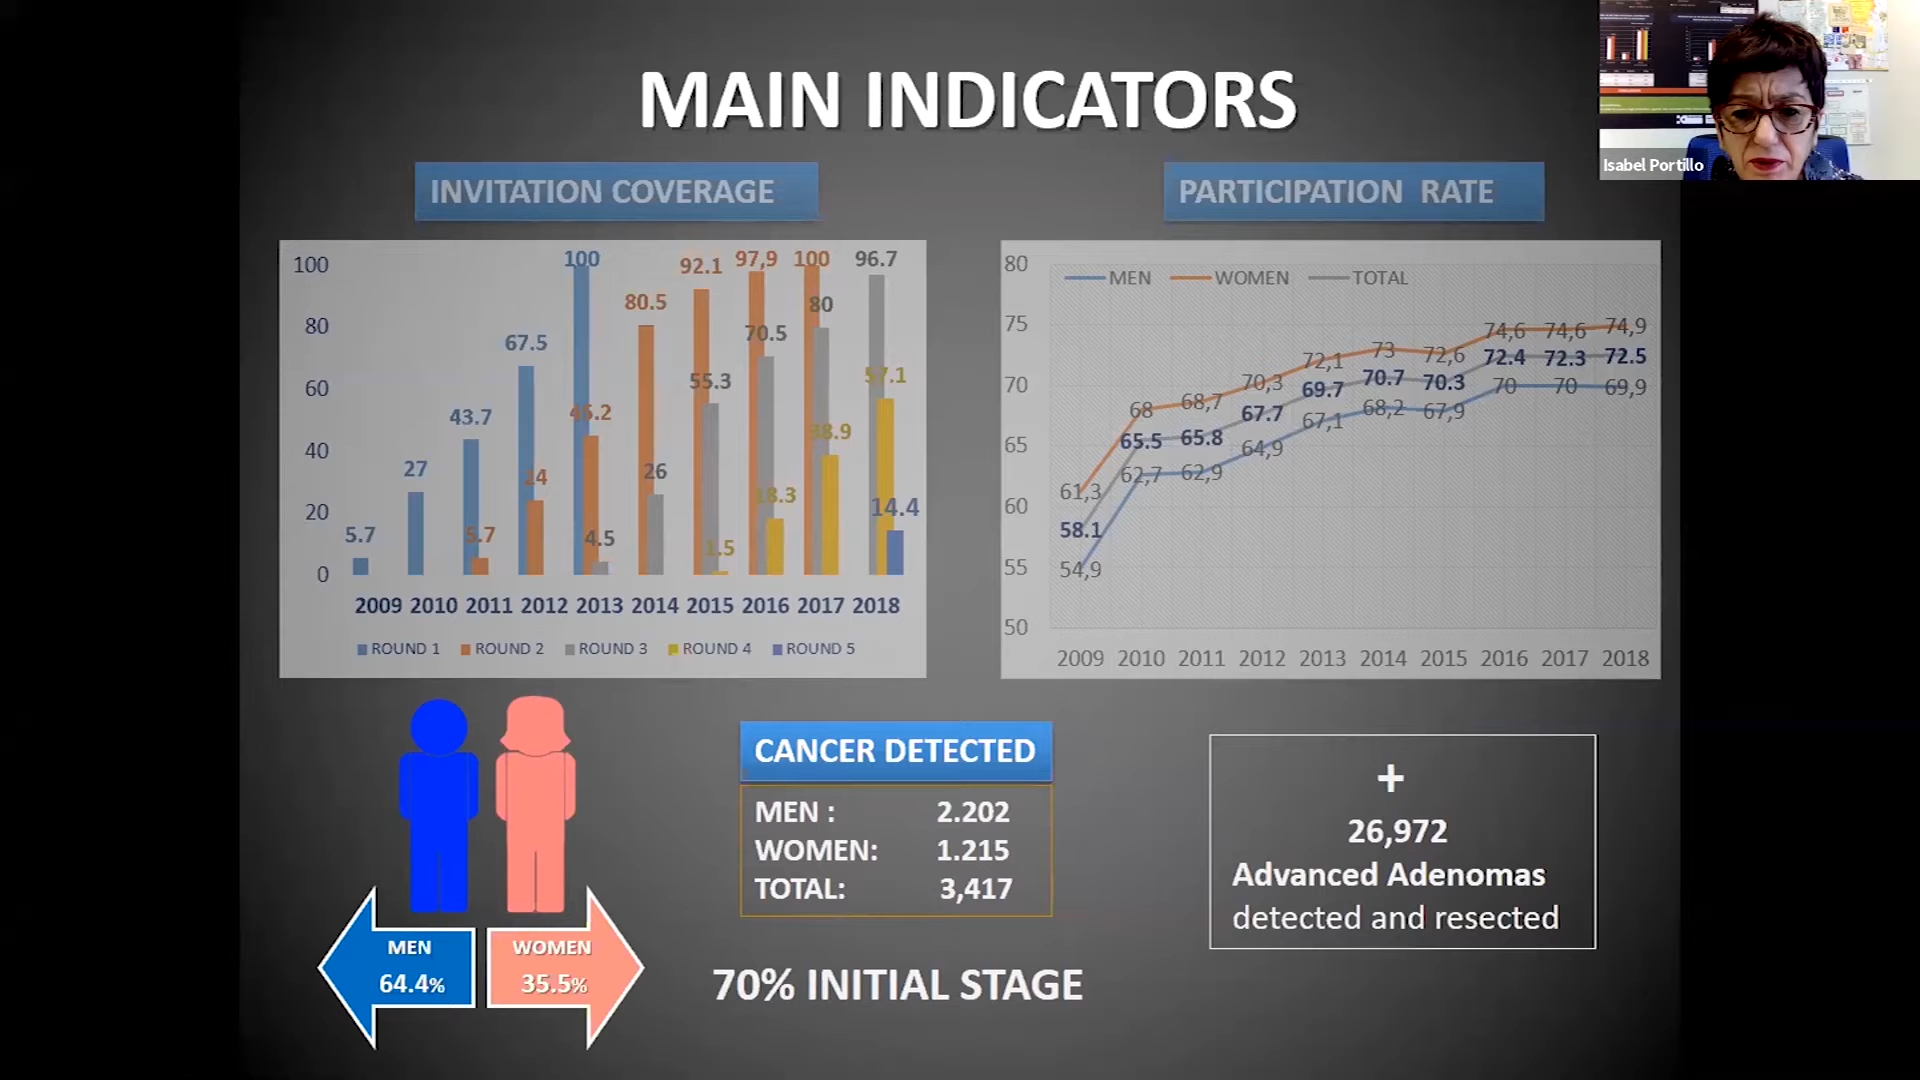 MAIN INDICATORS
Isabel Portillo
INVITATION COVERAGE
100
80
60
40
20
0
5.7
27
43.7
5.7
67.5
24
100
45.2
4.5
80.5
26
92.1
55.3
1.5
97,9
70.5
18.3
100
80
38.9
96.7
57.1
14.4
2009 2010 2011 2012 2013 2014 2015 2016 2017 2018
ROUND 1 ROUND 2 ROUND 3 ROUND 4 ROUND 5
PARTICIPATION RATE
MEN WOMEN TOTAL
80
75
70
65
60
55
50
61,3 68 68,7 70,3 72,1 73 72,6 74,6 74,6 74,9
58.1 65.5 65.8 67.7 69.7 70.7 70.3 72.4 72.3 72.5
54,9 62,7 62,9 64,9 67,1 68,2 67,9 70 70 69,9
2009 2010 2011 2012 2013 2014 2015 2016 2017 2018
MEN
64.4%
WOMEN
35.5%
CANCER DETECTED
MEN : 2.202
WOMEN: 1.215
TOTAL: 3,417
70% INITIAL STAGE
+
26,972
Advanced Adenomas
detected and resected